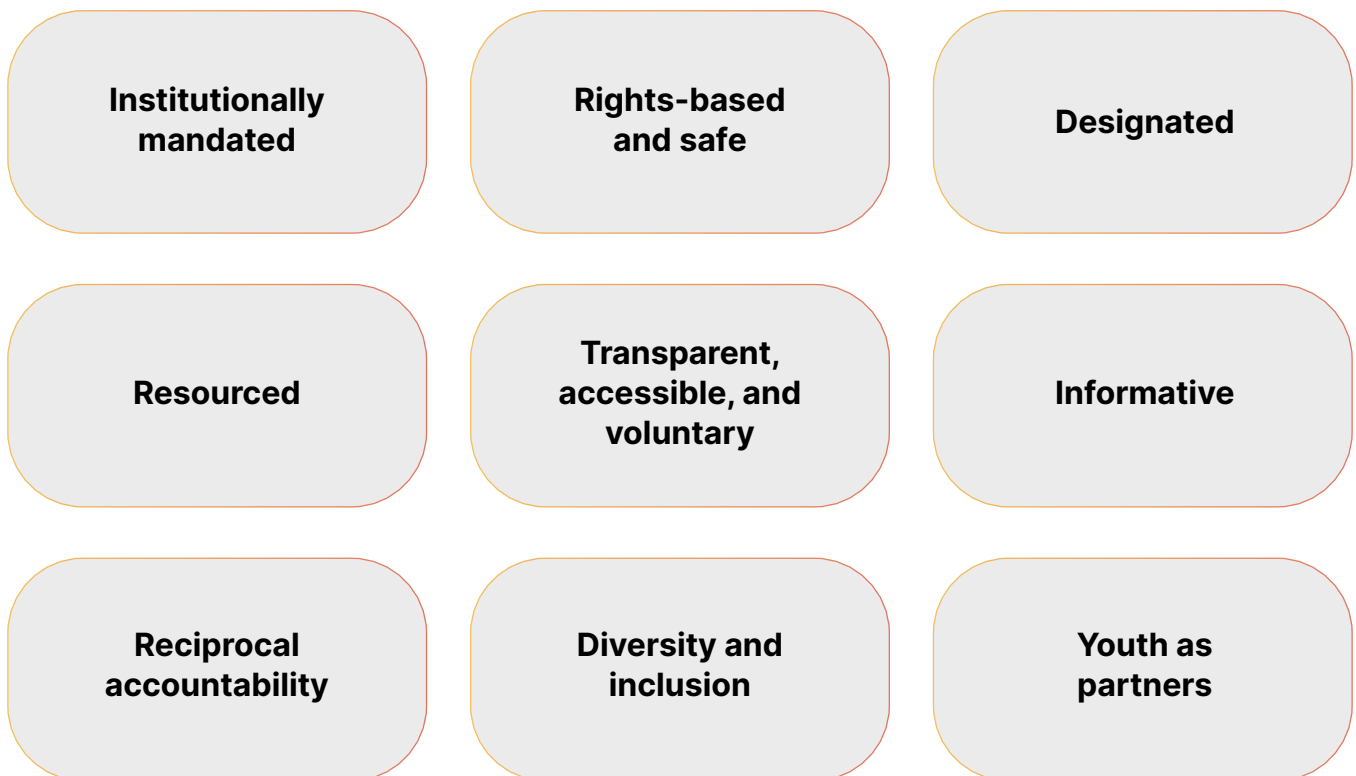 Institutionally
mandated
Rights-based
and safe
Designated
Resourced
Transparent,
accessible, and
voluntary
Informative
Reciprocal
accountability
Diversity and
inclusion
Youth as
partners